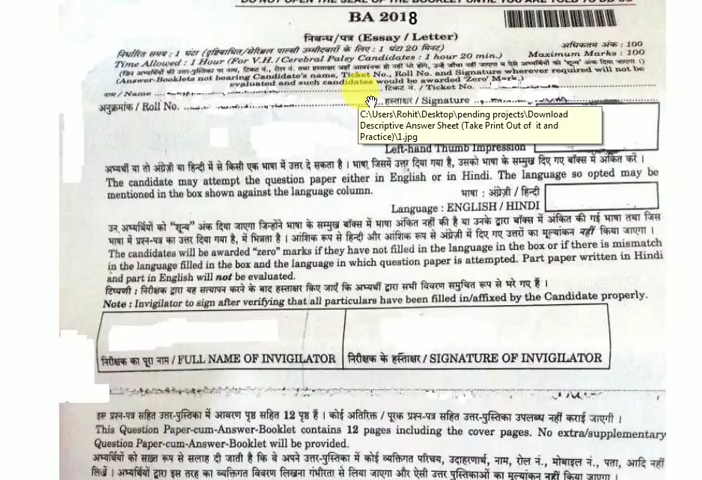 DO NOT OPEN THE SEAL OF THE BOOKLET UNTIL YOU ARE TOLD TO DO SO
BA 2018
निबन्ध/पत्र (Essay / Letter)
निर्धारित समय : 1 घंटा (दृष्टिबाधित/सेरेब्रल पाल्सी उम्मीदवारों के लिए : 1 घंटा 20 मिनट) अधिकतम अंक : 100
Time Allowed : 1 Hour (For V.H. / Cerebral Palsy Candidates : 1 hour 20 min.) Maximum Marks : 100
(Answer-Booklets not bearing Candidate's name, Ticket No., Roll No. and Signature wherever required will not be
evaluated and such candidates would be awarded 'Zero' Mark.)
नाम / Name टिकट नं. / Ticket No.
अनुक्रमांक / Roll No. हस्ताक्षर / Signature
C:\Users\Rohit\Desktop\pending projects\Download
Descriptive Answer Sheet (Take Print Out of it and
Practice)\1.jpg
Left-hand Thumb Impression
अभ्यर्थी या तो अंग्रेज़ी या हिन्दी में से किसी एक भाषा में उत्तर दे सकता है । भाषा जिसमें उत्तर दिया गया है, उसको भाषा के सम्मुख दिए गए बॉक्स में अंकित करें ।
The candidate may attempt the question paper either in English or in Hindi. The language so opted may be
mentioned in the box shown against the language column.
भाषा : अंग्रेज़ी / हिन्दी
Language : ENGLISH / HINDI
उन अभ्यर्थियों को "शून्य" अंक दिया जाएगा जिन्होंने भाषा के सम्मुख बॉक्स में भाषा अंकित नहीं की है या उनके द्वारा बॉक्स में अंकित की गई भाषा तथा जिस
भाषा में प्रश्न-पत्र का उत्तर दिया गया है, में भिन्नता है । आंशिक रूप से हिन्दी और आंशिक रूप से अंग्रेज़ी में दिए गए उत्तरों का मूल्यांकन नहीं किया जाएगा ।
The candidates will be awarded "zero" marks if they have not filled in the language in the box or if there is mismatch
in the language filled in the box and the language in which question paper is attempted. Part paper written in Hindi
and part in English will not be evaluated.
टिप्पणी : निरीक्षक द्वारा यह सत्यापन करने के बाद हस्ताक्षर किए जाएँ कि अभ्यर्थी द्वारा सभी विवरण समुचित रूप से भरे गए हैं ।
Note : Invigilator to sign after verifying that all particulars have been filled in/affixed by the Candidate properly.
निरीक्षक का पूरा नाम / FULL NAME OF INVIGILATOR निरीक्षक के हस्ताक्षर / SIGNATURE OF INVIGILATOR
इस प्रश्न-पत्र सहित उत्तर-पुस्तिका में आवरण पृष्ठ सहित 12 पृष्ठ हैं । कोई अतिरिक्त / पूरक प्रश्न-पत्र सहित उत्तर-पुस्तिका उपलब्ध नहीं कराई जाएगी ।
This Question Paper-cum-Answer-Booklet contains 12 pages including the cover pages. No extra/supplementary
Question Paper-cum-Answer-Booklet will be provided.
अभ्यर्थियों को सख्त रूप से सलाह दी जाती है कि वे अपने उत्तर-पुस्तिका में कोई व्यक्तिगत परिचय, उदाहरणार्थ, नाम, रोल नं., मोबाइल नं., पता, आदि नहीं
लिखें । अभ्यर्थी द्वारा इस तरह का व्यक्तिगत विवरण लिखना गंभीरता से लिया जाएगा और ऐसी उत्तर पुस्तिकाओं का मूल्यांकन नहीं किया जाएगा ।